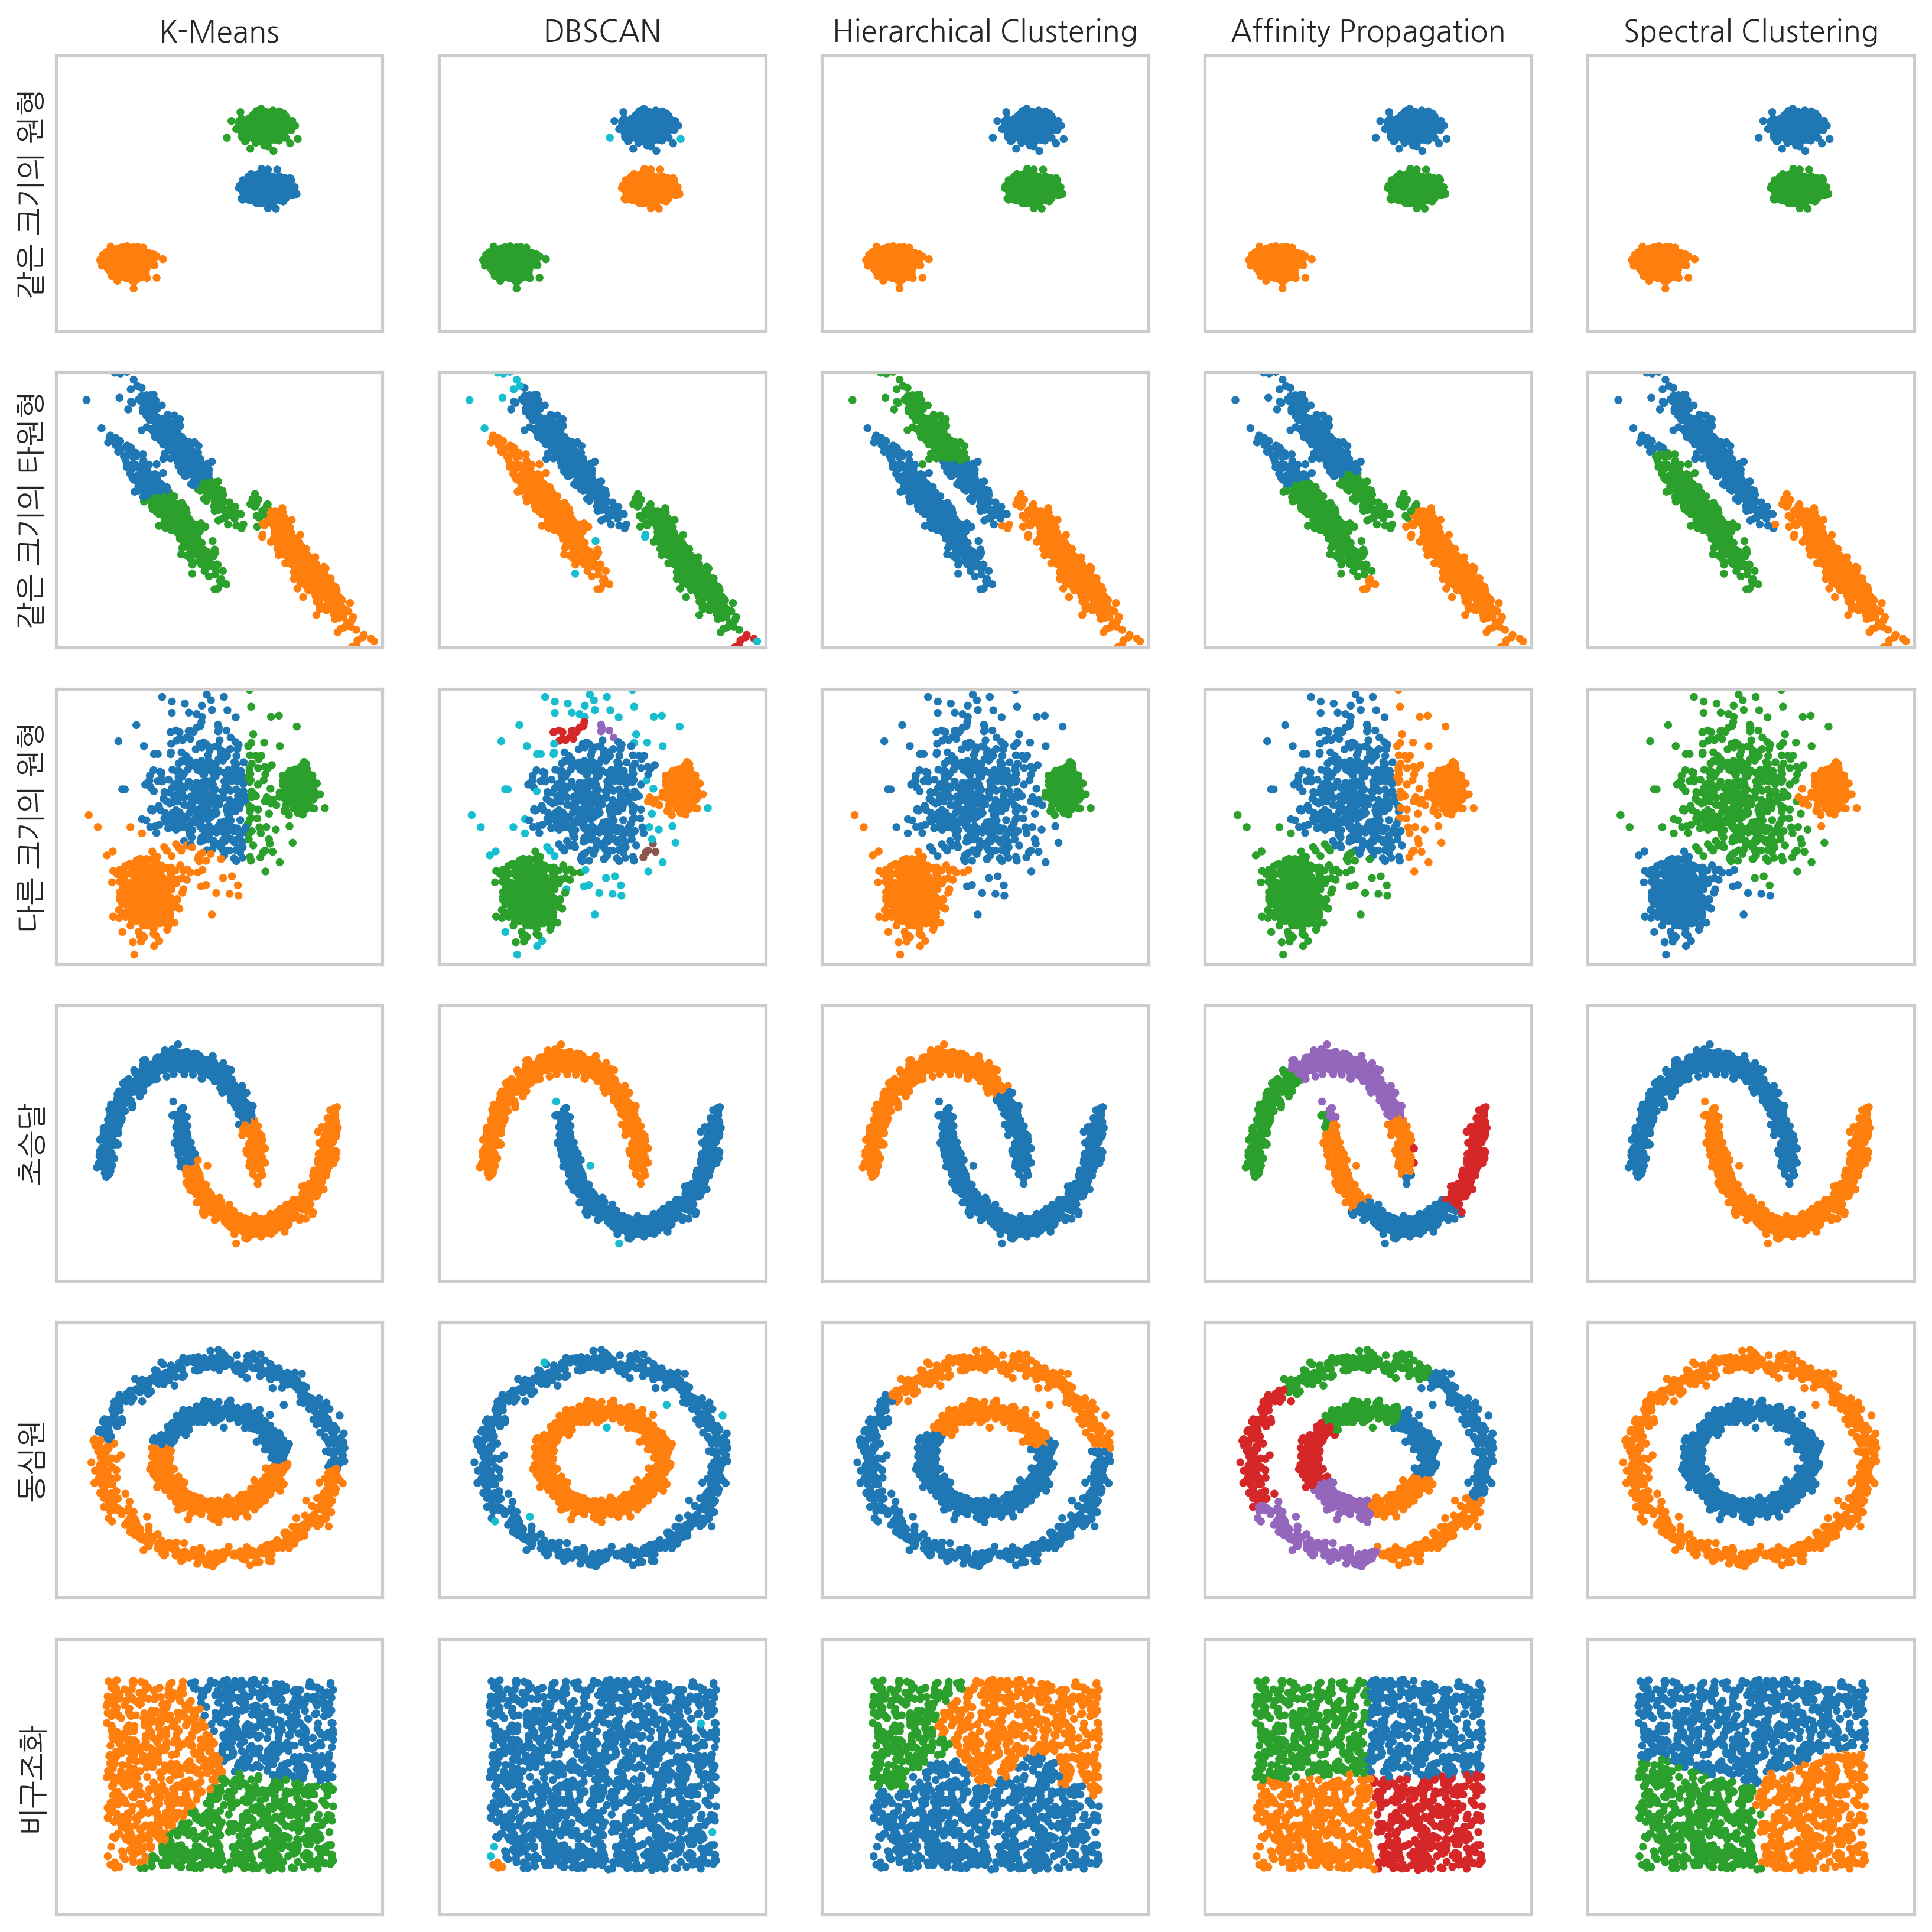 K-Means
DBSCAN
Hierarchical Clustering
Affinity Propagation
Spectral Clustering
같은 크기의 원형
같은 크기의 타원형
다른 크기의 원형
초승달
동심원
비구조화